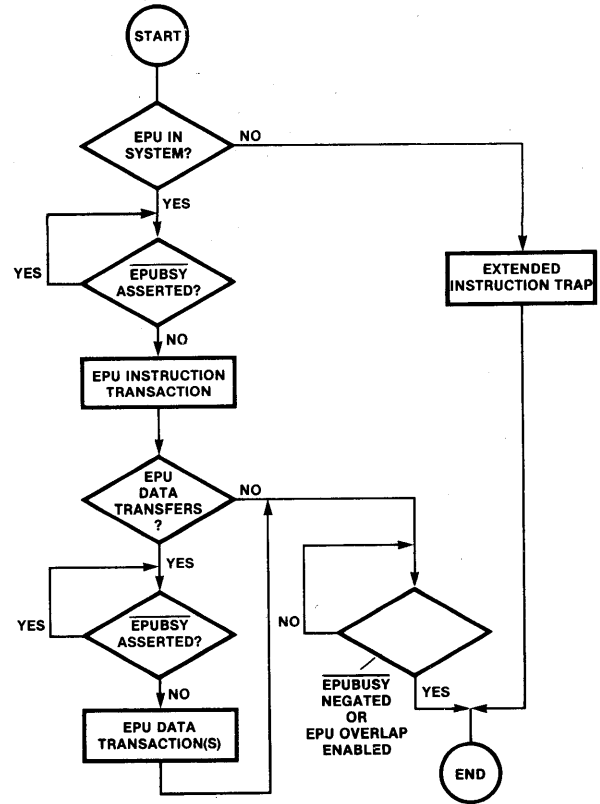 START
EPU IN
SYSTEM?
NO
YES
YES
EPUBSY
ASSERTED?
EXTENDED
INSTRUCTION TRAP
NO
EPU INSTRUCTION
TRANSACTION
EPU
DATA
TRANSFERS
?
NO
YES
YES
EPUBSY
ASSERTED?
NO
NO
EPUBUSY
NEGATED
OR
EPU OVERLAP
ENABLED
YES
EPU DATA
TRANSACTION(S)
END